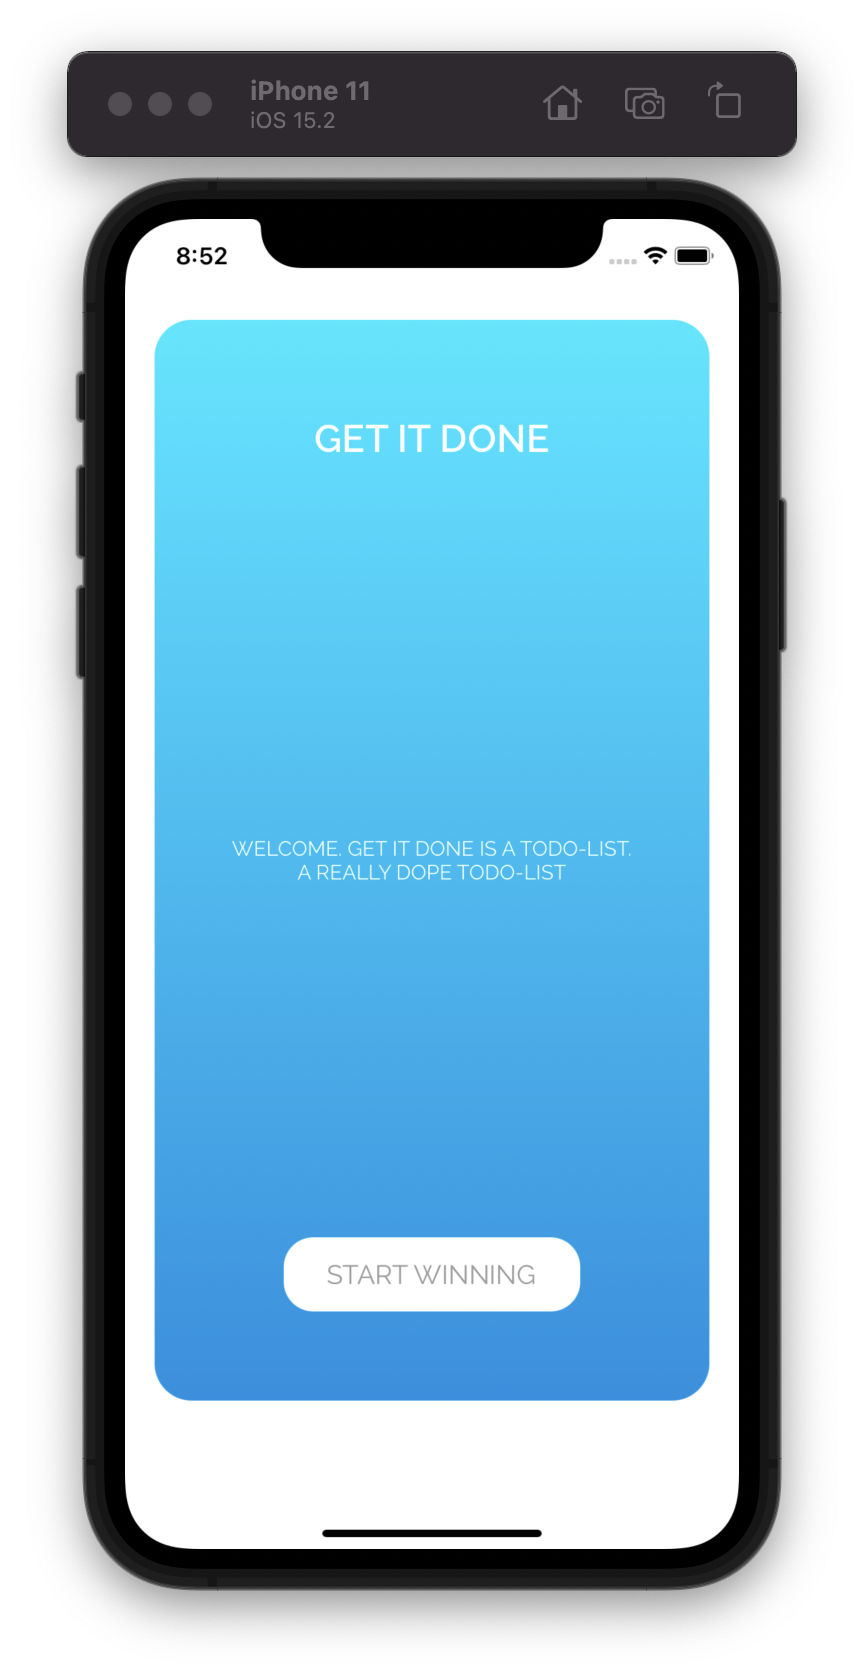 iPhone 11
iOS 15.2
8:52
GET IT DONE
WELCOME. GET IT DONE IS A TODO-LIST.
A REALLY DOPE TODO-LIST
START WINNING